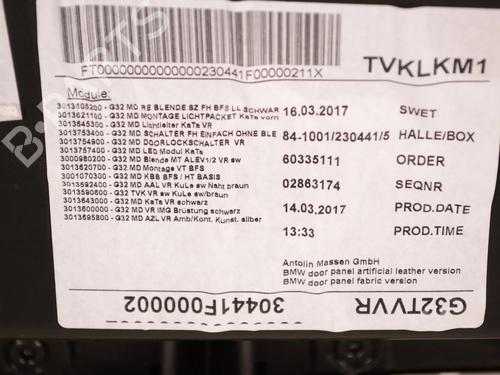 FT00000000000000230441F00000211X
TVKLKM1
Module:
3013605200 - G32 MD RE BLENDE SZ FH BFS LL SCHWAR
3013621100 - G32 MD MONTAGE LICHTPACKET KaTa vorn
3013645300 - G32 MD Lichtleiter KaTa VR
3013753400 - G32 MD SCHALTER FH EINFACH OHNE BLE
3013754900 - G32 MD DOORLOCKSCHALTER VR
3013757400 - G32 MD LED Modul KaTa
3000980200 - G32 MD Blende MT ALEV1/2 VR sw
3013620700 - G32 MD Montage VT BFS
3001070300 - G32 MD KBB BFS / HT BASIS
3013592400 - G32 MD AAL VR KuLe sw Naht braun
3013590600 - G32 MD TVK VR sw KuLe sw/braun
3013643000 - G32 MD KaTa VR schwarz
3013600000 - G32 MD VR IMG Brüstung schwarz
3013695800 - G32 MD AZL VR Amb/Kont. Kunst. silber
16.03.2017 SWET
84-1001/230441/5 HALLE/BOX
60335111 ORDER
02863174 SEQNR
14.03.2017 PROD.DATE
13:33 PROD.TIME
Antolin Massen GmbH
BMW door panel artificial leather version
BMW door panel fabric version
G32TVVR
30441F000002
B-PARTS